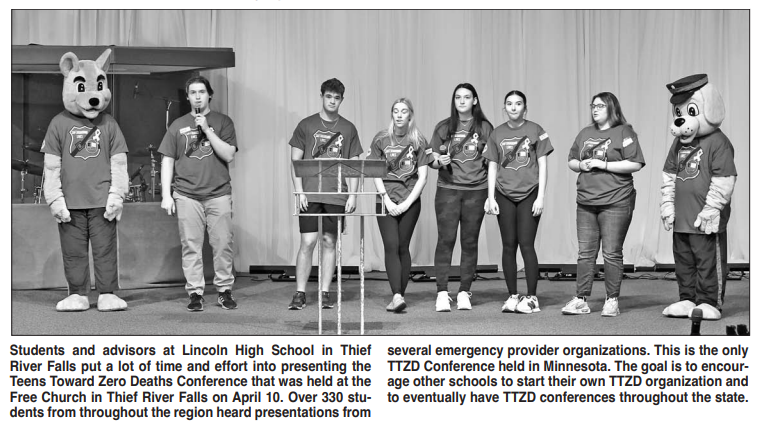 Students and advisors at Lincoln High School in Thief
River Falls put a lot of time and effort into presenting the
Teens Toward Zero Deaths Conference that was held at the
Free Church in Thief River Falls on April 10. Over 330 stu-
dents from throughout the region heard presentations from
several emergency provider organizations. This is the only
TTZD Conference held in Minnesota. The goal is to encour-
age other schools to start their own TTZD organization and
to eventually have TTZD conferences throughout the state.